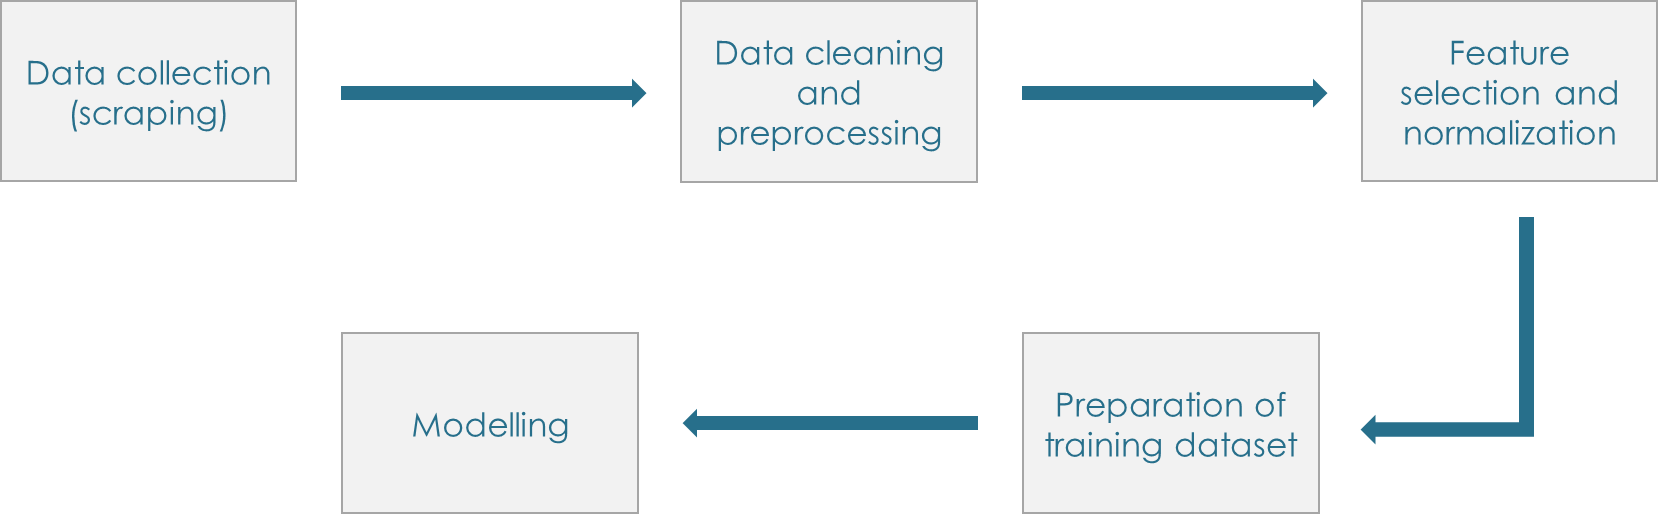 Data collection
(scraping)
Data cleaning
and
preprocessing
Feature
selection and
normalization
Preparation of
training dataset
Modelling